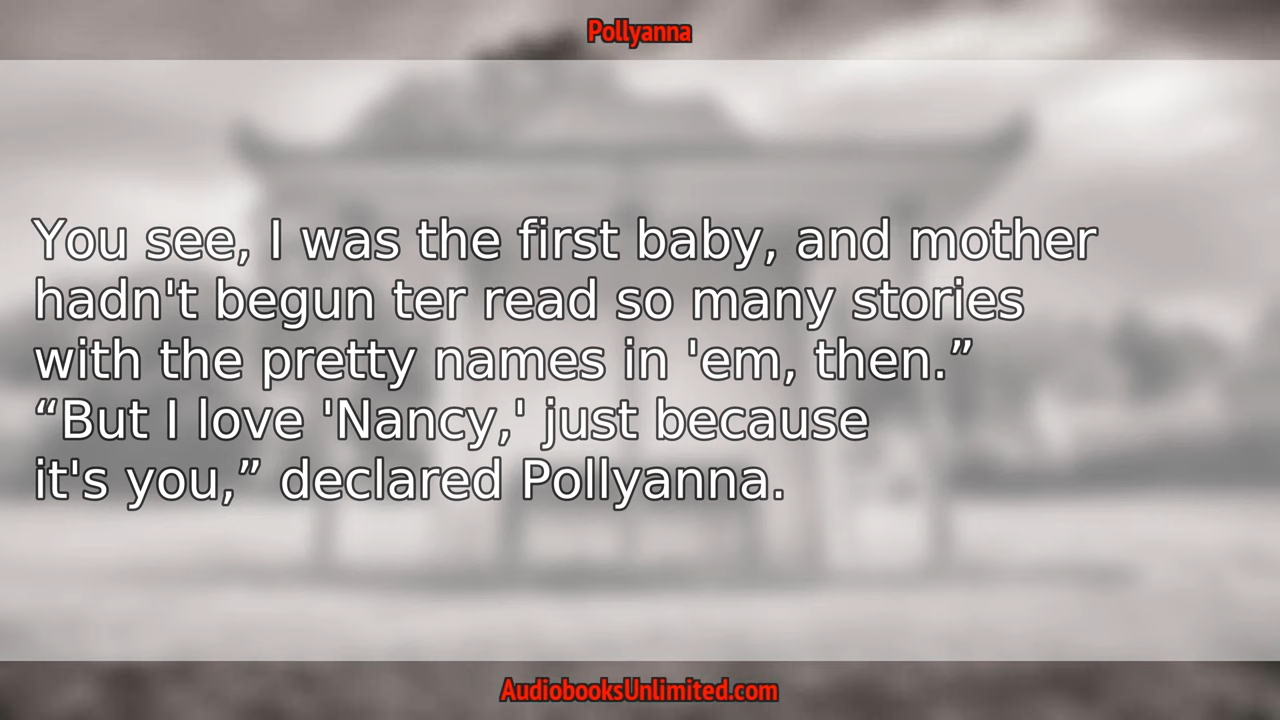 Pollyanna
You see, I was the first baby, and mother
hadn't begun ter read so many stories
with the pretty names in 'em, then.”
“But I love 'Nancy,' just because
it's you,” declared Pollyanna.
AudiobooksUnlimited.com